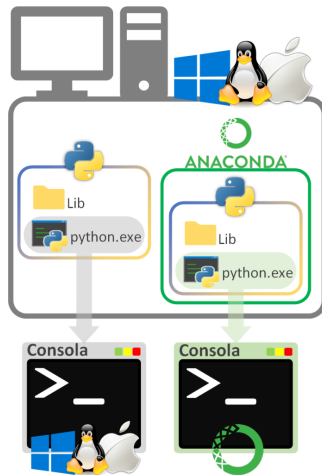 ANACONDA
Lib
python.exe
Lib
python.exe
Consola
>_
Consola
>_